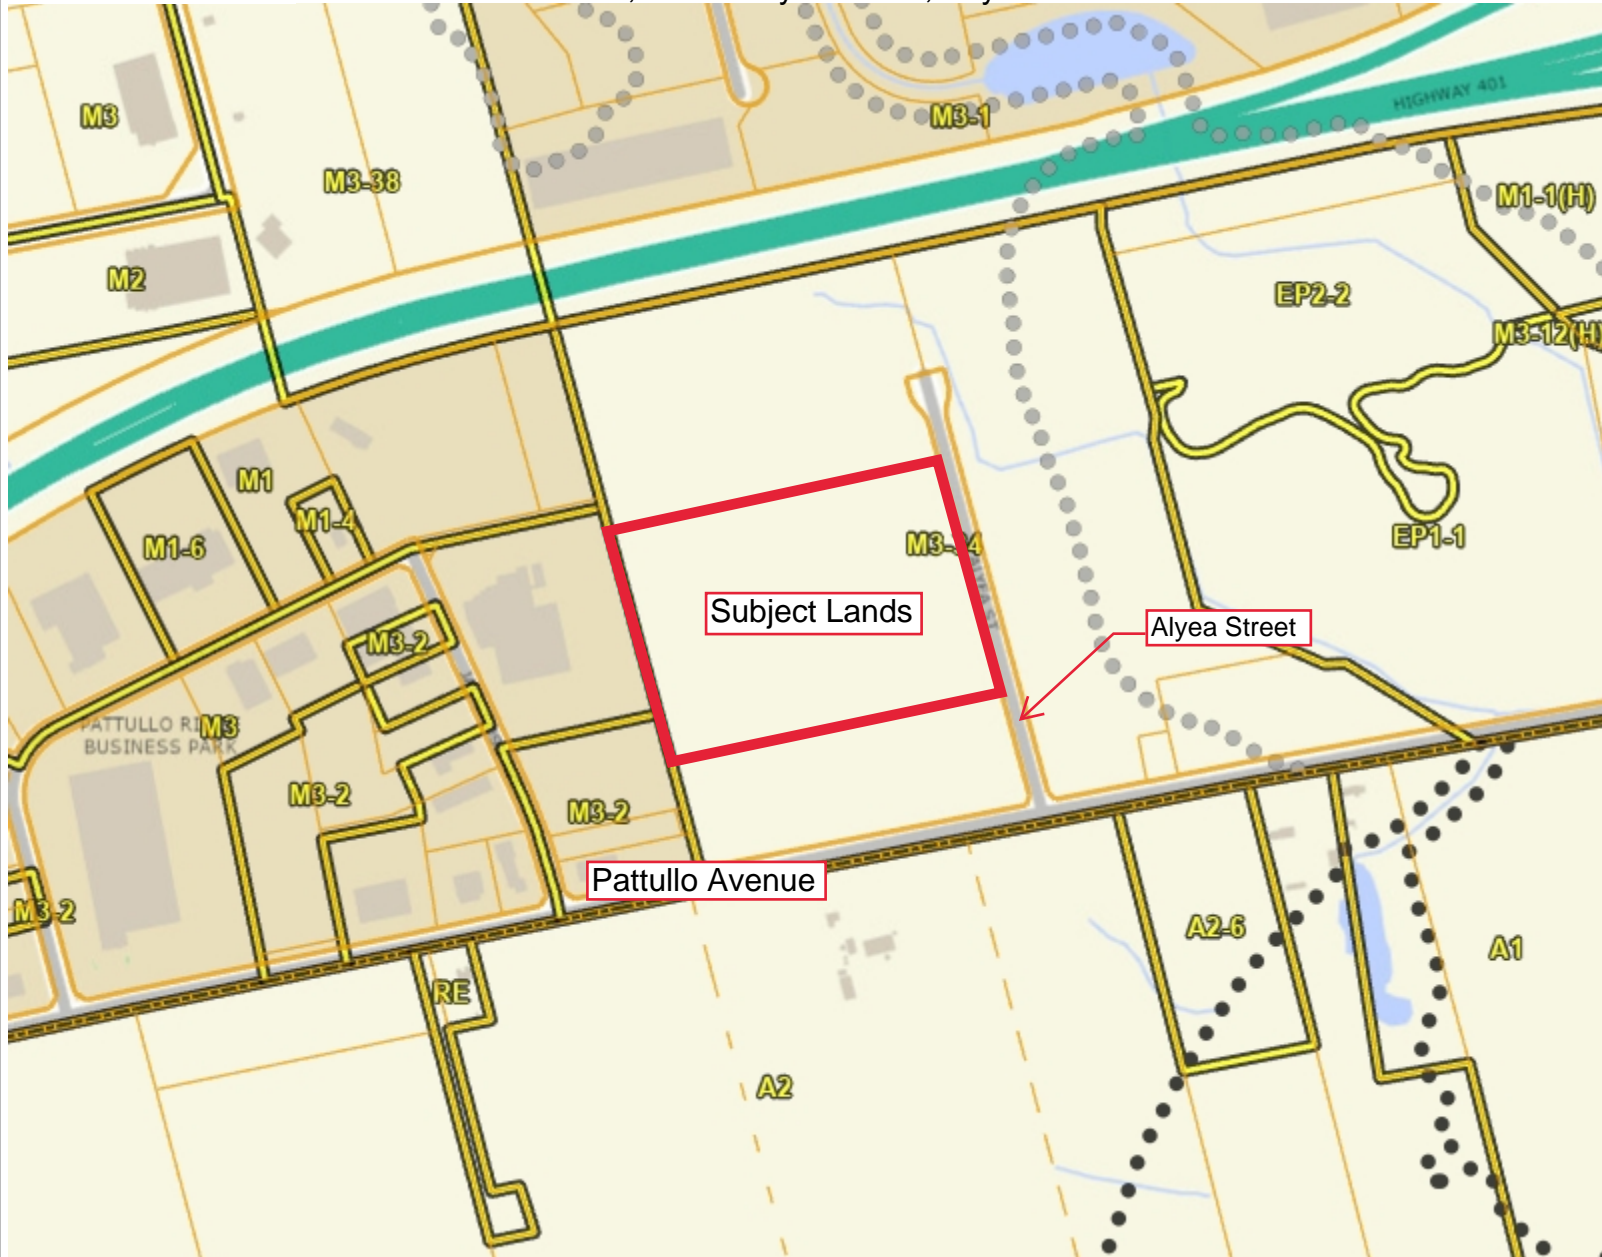 HIGHWAY 401
M3
M3-1
M3-38
M1-1(H)
M2
EP2-2
M3-12(H)
M1
M1-4
M1-6
EP1-1
ALYEA ST
Subject Lands
Alyea Street
M3-2
M3
BUSINESS PARK
M3-2
M3-2
Pattullo Avenue
M3-2
A2-6
A1
RE
A2